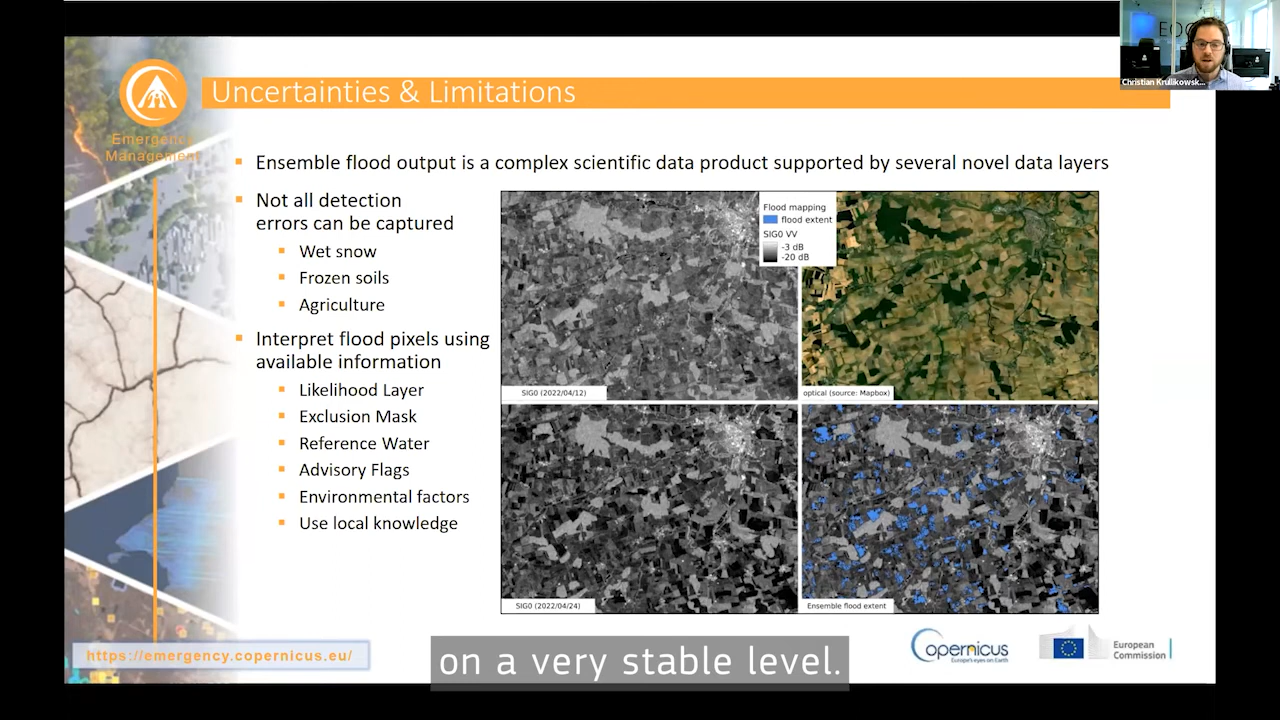 EOC
Christian Krullikowsk...
Uncertainties & Limitations
Emergency
Management
Ensemble flood output is a complex scientific data product supported by several novel data layers
Not all detection
errors can be captured
Wet snow
Frozen soils
Agriculture
Interpret flood pixels using
available information
Likelihood Layer
Exclusion Mask
Reference Water
Advisory Flags
Environmental factors
Use local knowledge
Flood mapping
flood extent
SIG0 VV
-3 dB
-20 dB
SIG0 (2022/04/12)
optical (source: Mapbox)
SIG0 (2022/04/24)
Ensemble flood extent
https://emergency.copernicus.eu/
on a very stable level.
Copernicus
Europe's eyes on Earth
European
Commission